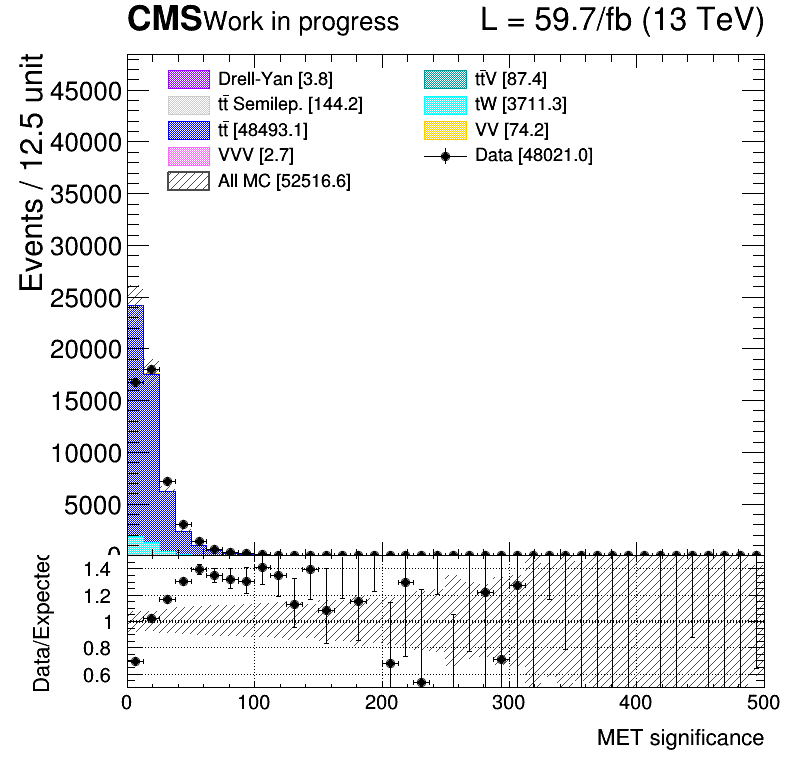 CMS Work in progress L = 59.7/fb (13 TeV)
Events / 12.5 unit
Drell-Yan [3.8]
tt̄ Semilep. [144.2]
tt̄ [48493.1]
VVV [2.7]
All MC [52516.6]
tt̄V [87.4]
tW [3711.3]
VV [74.2]
Data [48021.0]
45000
40000
35000
30000
25000
20000
15000
10000
5000
0
Data/Expected
1.4
1.2
1
0.8
0.6
0 100 200 300 400 500
MET significance